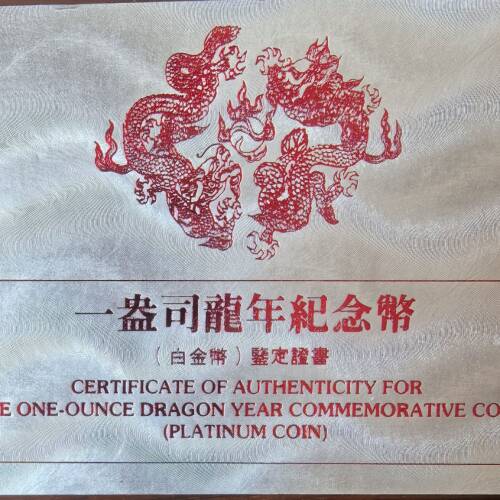 一盎司龍年紀念幣
(白金幣)鑒定證書
CERTIFICATE OF AUTHENTICITY FOR
E ONE-OUNCE DRAGON YEAR COMMEMORATIVE CO
(PLATINUM COIN)